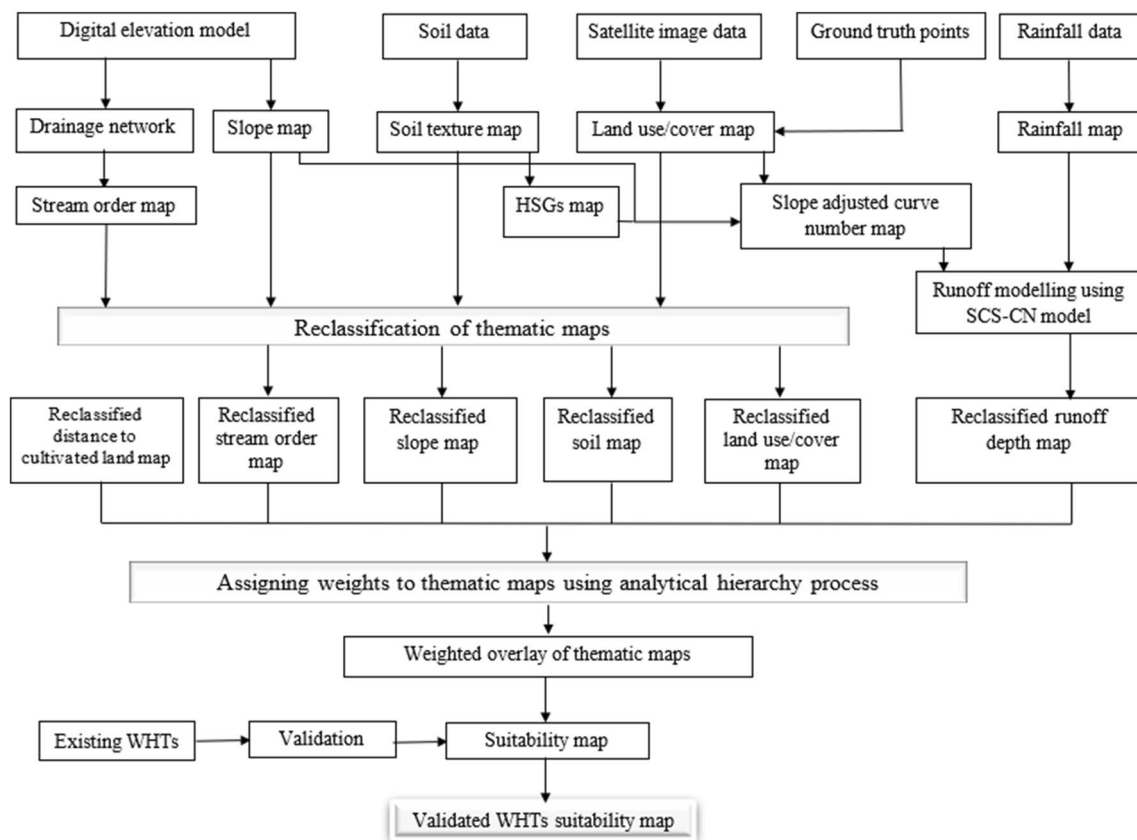 Digital elevation model
Soil data
Satellite image data
Ground truth points
Rainfall data
Drainage network
Slope map
Soil texture map
Land use/cover map
Rainfall map
Stream order map
HSGs map
Slope adjusted curve
number map
Runoff modelling using
SCS-CN model
Reclassification of thematic maps
Reclassified
distance to
cultivated land map
Reclassified
stream order
map
Reclassified
slope map
Reclassified
soil map
Reclassified
land use/cover
map
Reclassified runoff
depth map
Assigning weights to thematic maps using analytical hierarchy process
Weighted overlay of thematic maps
Existing WHTs
Validation
Suitability map
Validated WHTs suitability map